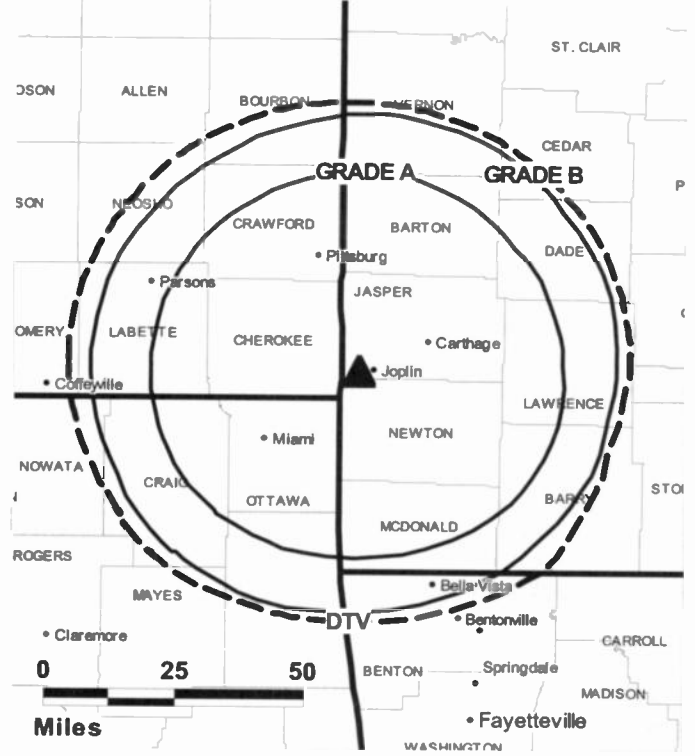 ST. CLAIR
DSON
ALLEN
BOURBON
VERNON
CEDAR
GRADE A
GRADE B
P
SON
NEOSHO
CRAWFORD
BARTON
DADE
Pittsburg
Parsons
JASPER
OMERY
LABETTE
CHEROKEE
Carthage
Joplin
Coffeyville
LAWRENCE
Miami
NEWTON
NOWATA
CRAIG
OTTAWA
BARRY
STO
MCDONALD
ROGERS
MAYES
Bella Vista
DTV
Bentonville
Claremore
CARROLL
0 25 50
BENTON
Springdale
MADISON
Miles
Fayetteville
WASHINGTON